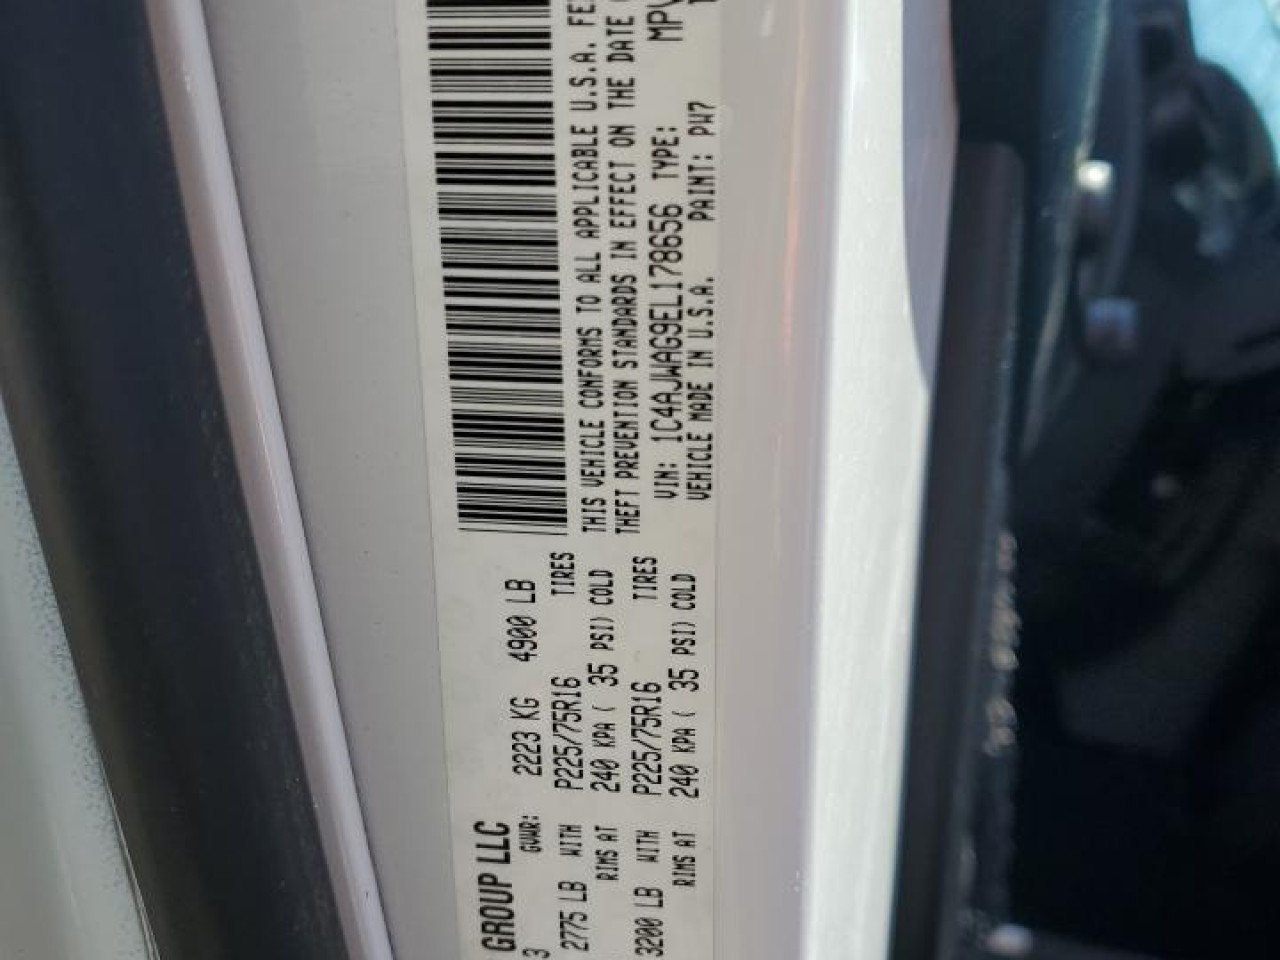 GROUP LLC
3 GVWR: 2223 KG 4900 LB
2775 LB WITH P225/75R16 TIRES
RIMS AT 240 KPA ( 35 PSI) COLD
3200 LB WITH P225/75R16 TIRES
RIMS AT 240 KPA ( 35 PSI) COLD
THIS VEHICLE CONFORMS TO ALL APPLICABLE U.S.A. FE
THEFT PREVENTION STANDARDS IN EFFECT ON THE DATE
VIN: 1C4AJWAG9EL178656 TYPE: MPV
VEHICLE MADE IN U.S.A. PAINT: PW7